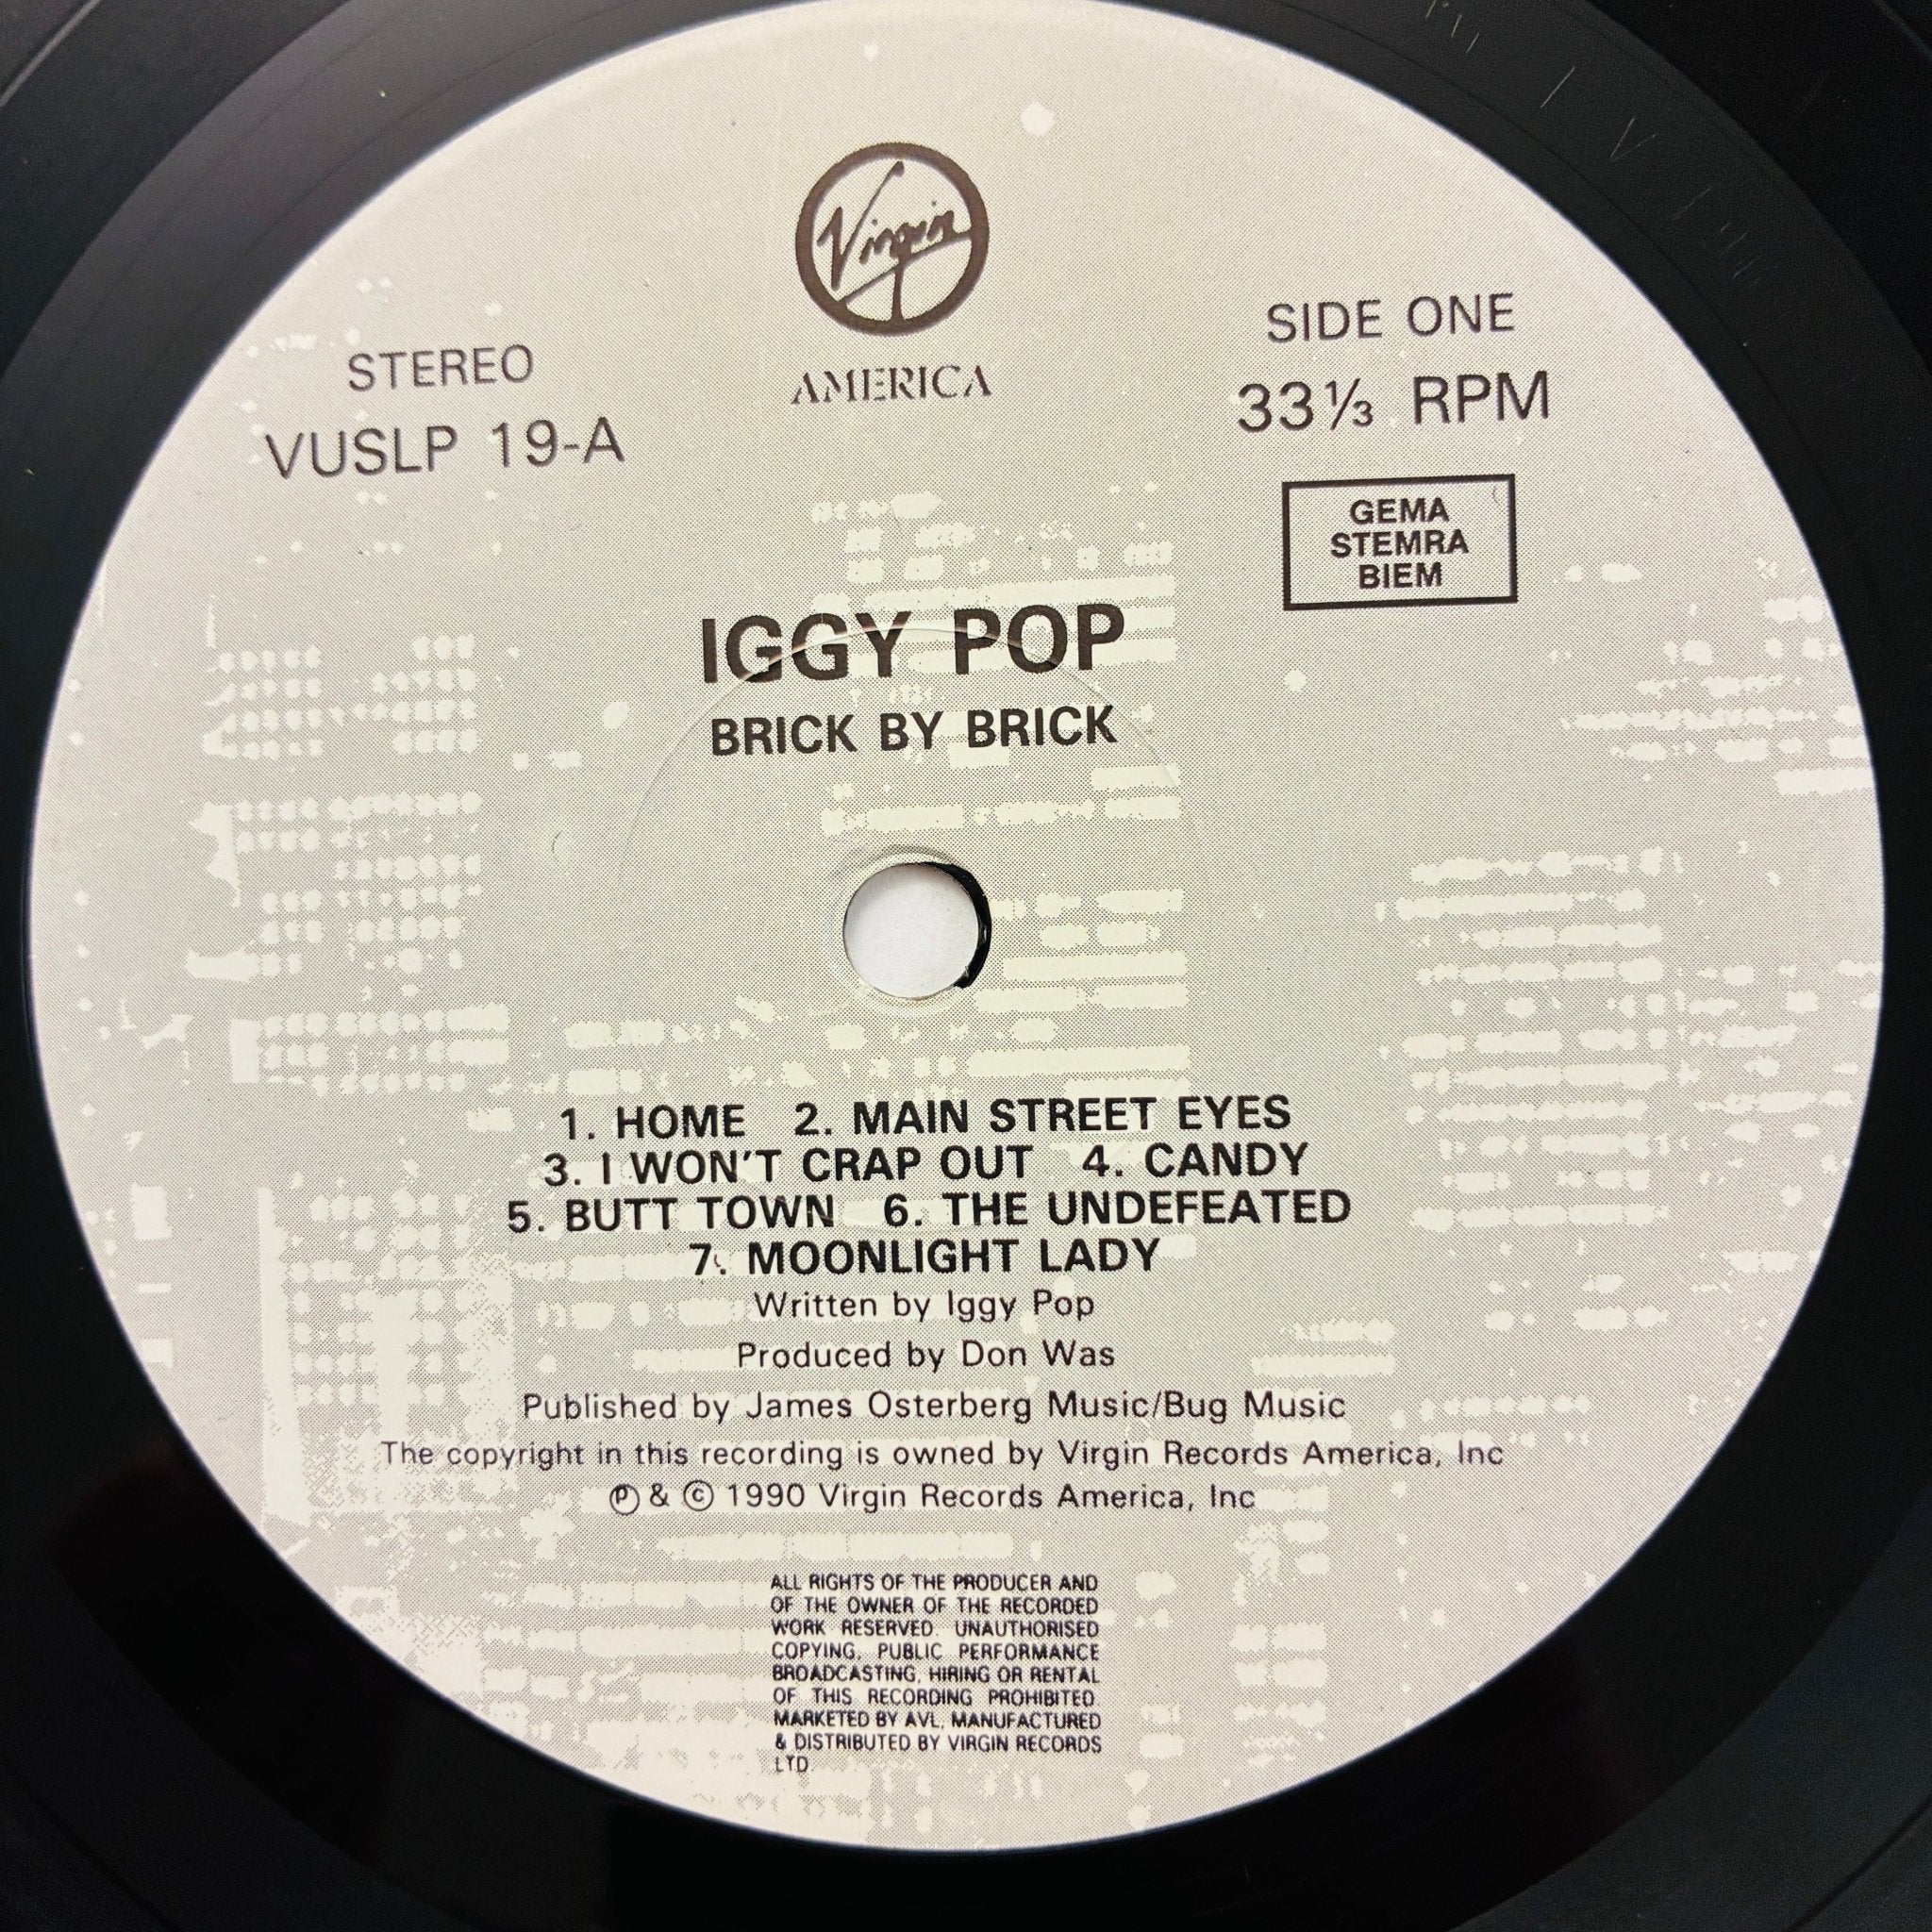 Virgin
AMERICA
STEREO
VUSLP 19-A
SIDE ONE
33⅓ RPM
GEMA
STEMRA
BIEM
IGGY POP
BRICK BY BRICK
1. HOME 2. MAIN STREET EYES
3. I WON'T CRAP OUT 4. CANDY
5. BUTT TOWN 6. THE UNDEFEATED
7. MOONLIGHT LADY
Written by Iggy Pop
Produced by Don Was
Published by James Osterberg Music/Bug Music
The copyright in this recording is owned by Virgin Records America, Inc
℗ & © 1990 Virgin Records America, Inc
ALL RIGHTS OF THE PRODUCER AND
OF THE OWNER OF THE RECORDED
WORK RESERVED. UNAUTHORISED
COPYING, PUBLIC PERFORMANCE
BROADCASTING, HIRING OR RENTAL
OF THIS RECORDING PROHIBITED.
MARKETED BY AVL, MANUFACTURED
& DISTRIBUTED BY VIRGIN RECORDS
LTD.